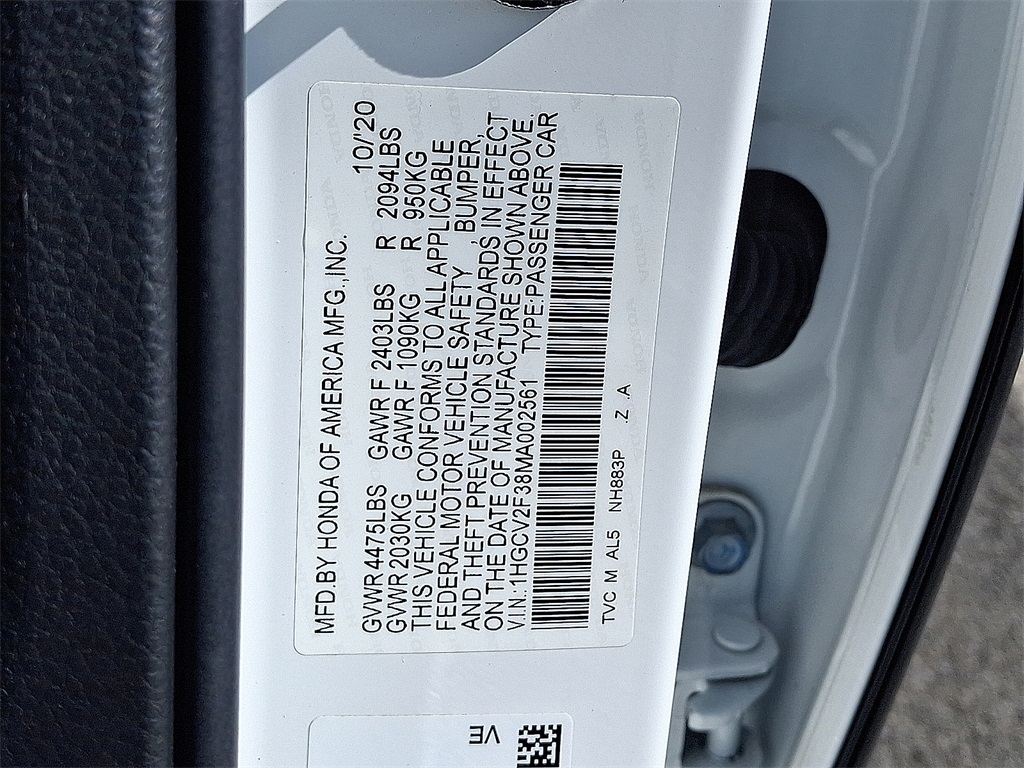 MFD.BY HONDA OF AMERICA MFG.,INC. 10/'20
GVWR 4475LBS GAWR F 2403LBS R 2094LBS
GVWR 2030KG GAWR F 1090KG R 950KG
THIS VEHICLE CONFORMS TO ALL APPLICABLE
FEDERAL MOTOR VEHICLE SAFETY, BUMPER,
AND THEFT PREVENTION STANDARDS IN EFFECT
ON THE DATE OF MANUFACTURE SHOWN ABOVE.
V.I.N.:1HGCV2F38MA002561 TYPE:PASSENGER CAR
TVC M AL5 NH883P .Z .A
VE